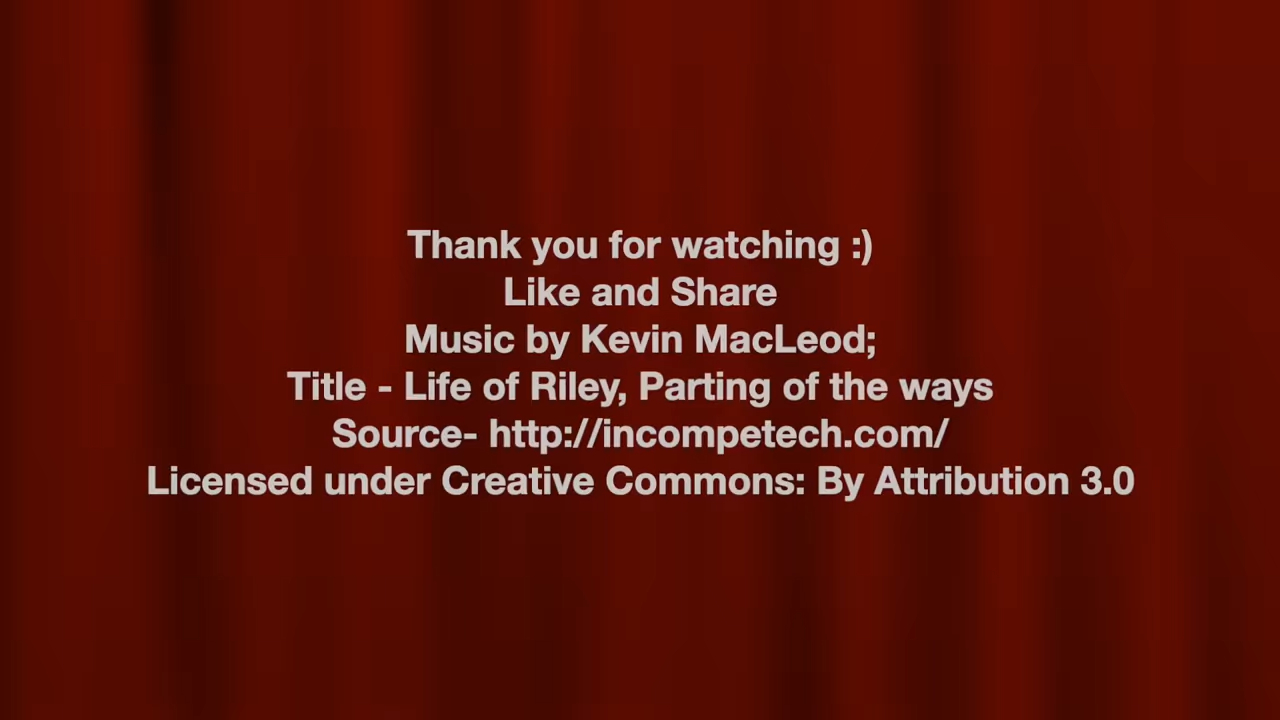 Thank you for watching :)
Like and Share
Music by Kevin MacLeod;
Title - Life of Riley, Parting of the ways
Source- http://incompetech.com/
Licensed under Creative Commons: By Attribution 3.0